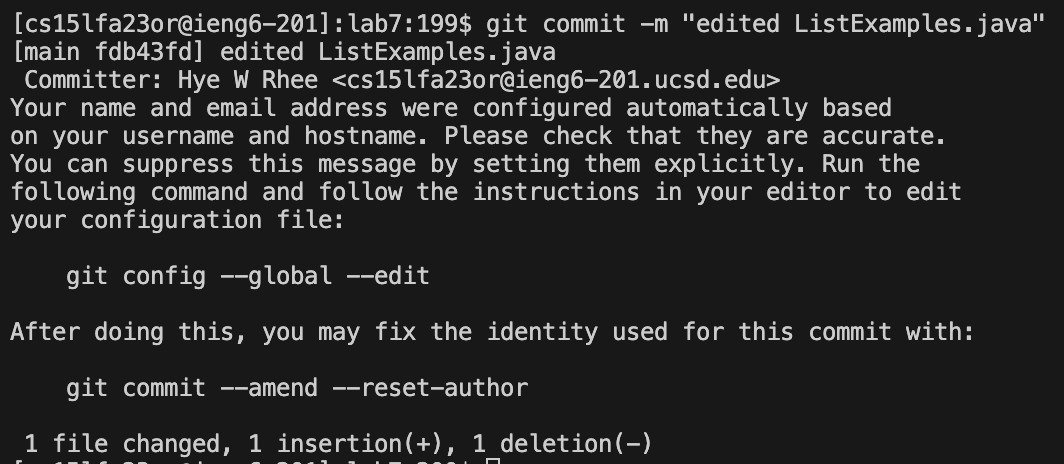 [cs15lfa23or@ieng6-201]:lab7:199$ git commit -m "edited ListExamples.java"
[main fdb43fd] edited ListExamples.java
 Committer: Hye W Rhee <cs15lfa23or@ieng6-201.ucsd.edu>
Your name and email address were configured automatically based
on your username and hostname. Please check that they are accurate.
You can suppress this message by setting them explicitly. Run the
following command and follow the instructions in your editor to edit
your configuration file:

    git config --global --edit

After doing this, you may fix the identity used for this commit with:

    git commit --amend --reset-author

 1 file changed, 1 insertion(+), 1 deletion(-)